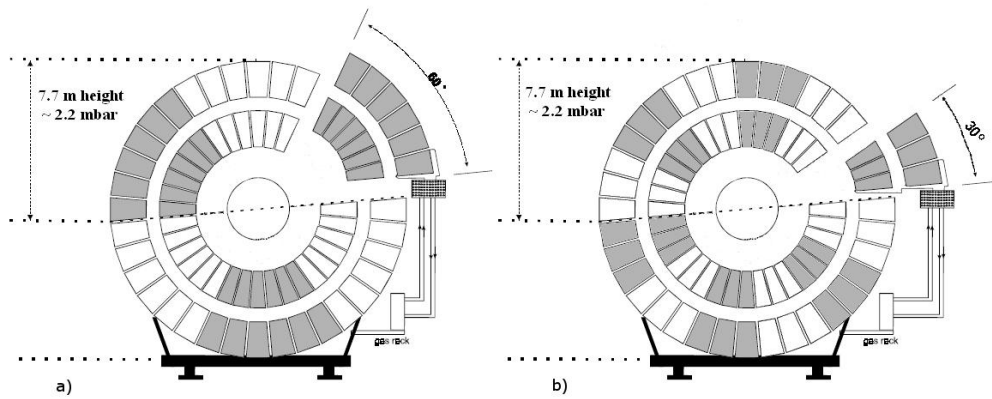 60°
7.7 m height
~ 2.2 mbar
gas rack
a)
30°
7.7 m height
~ 2.2 mbar
gas rack
b)